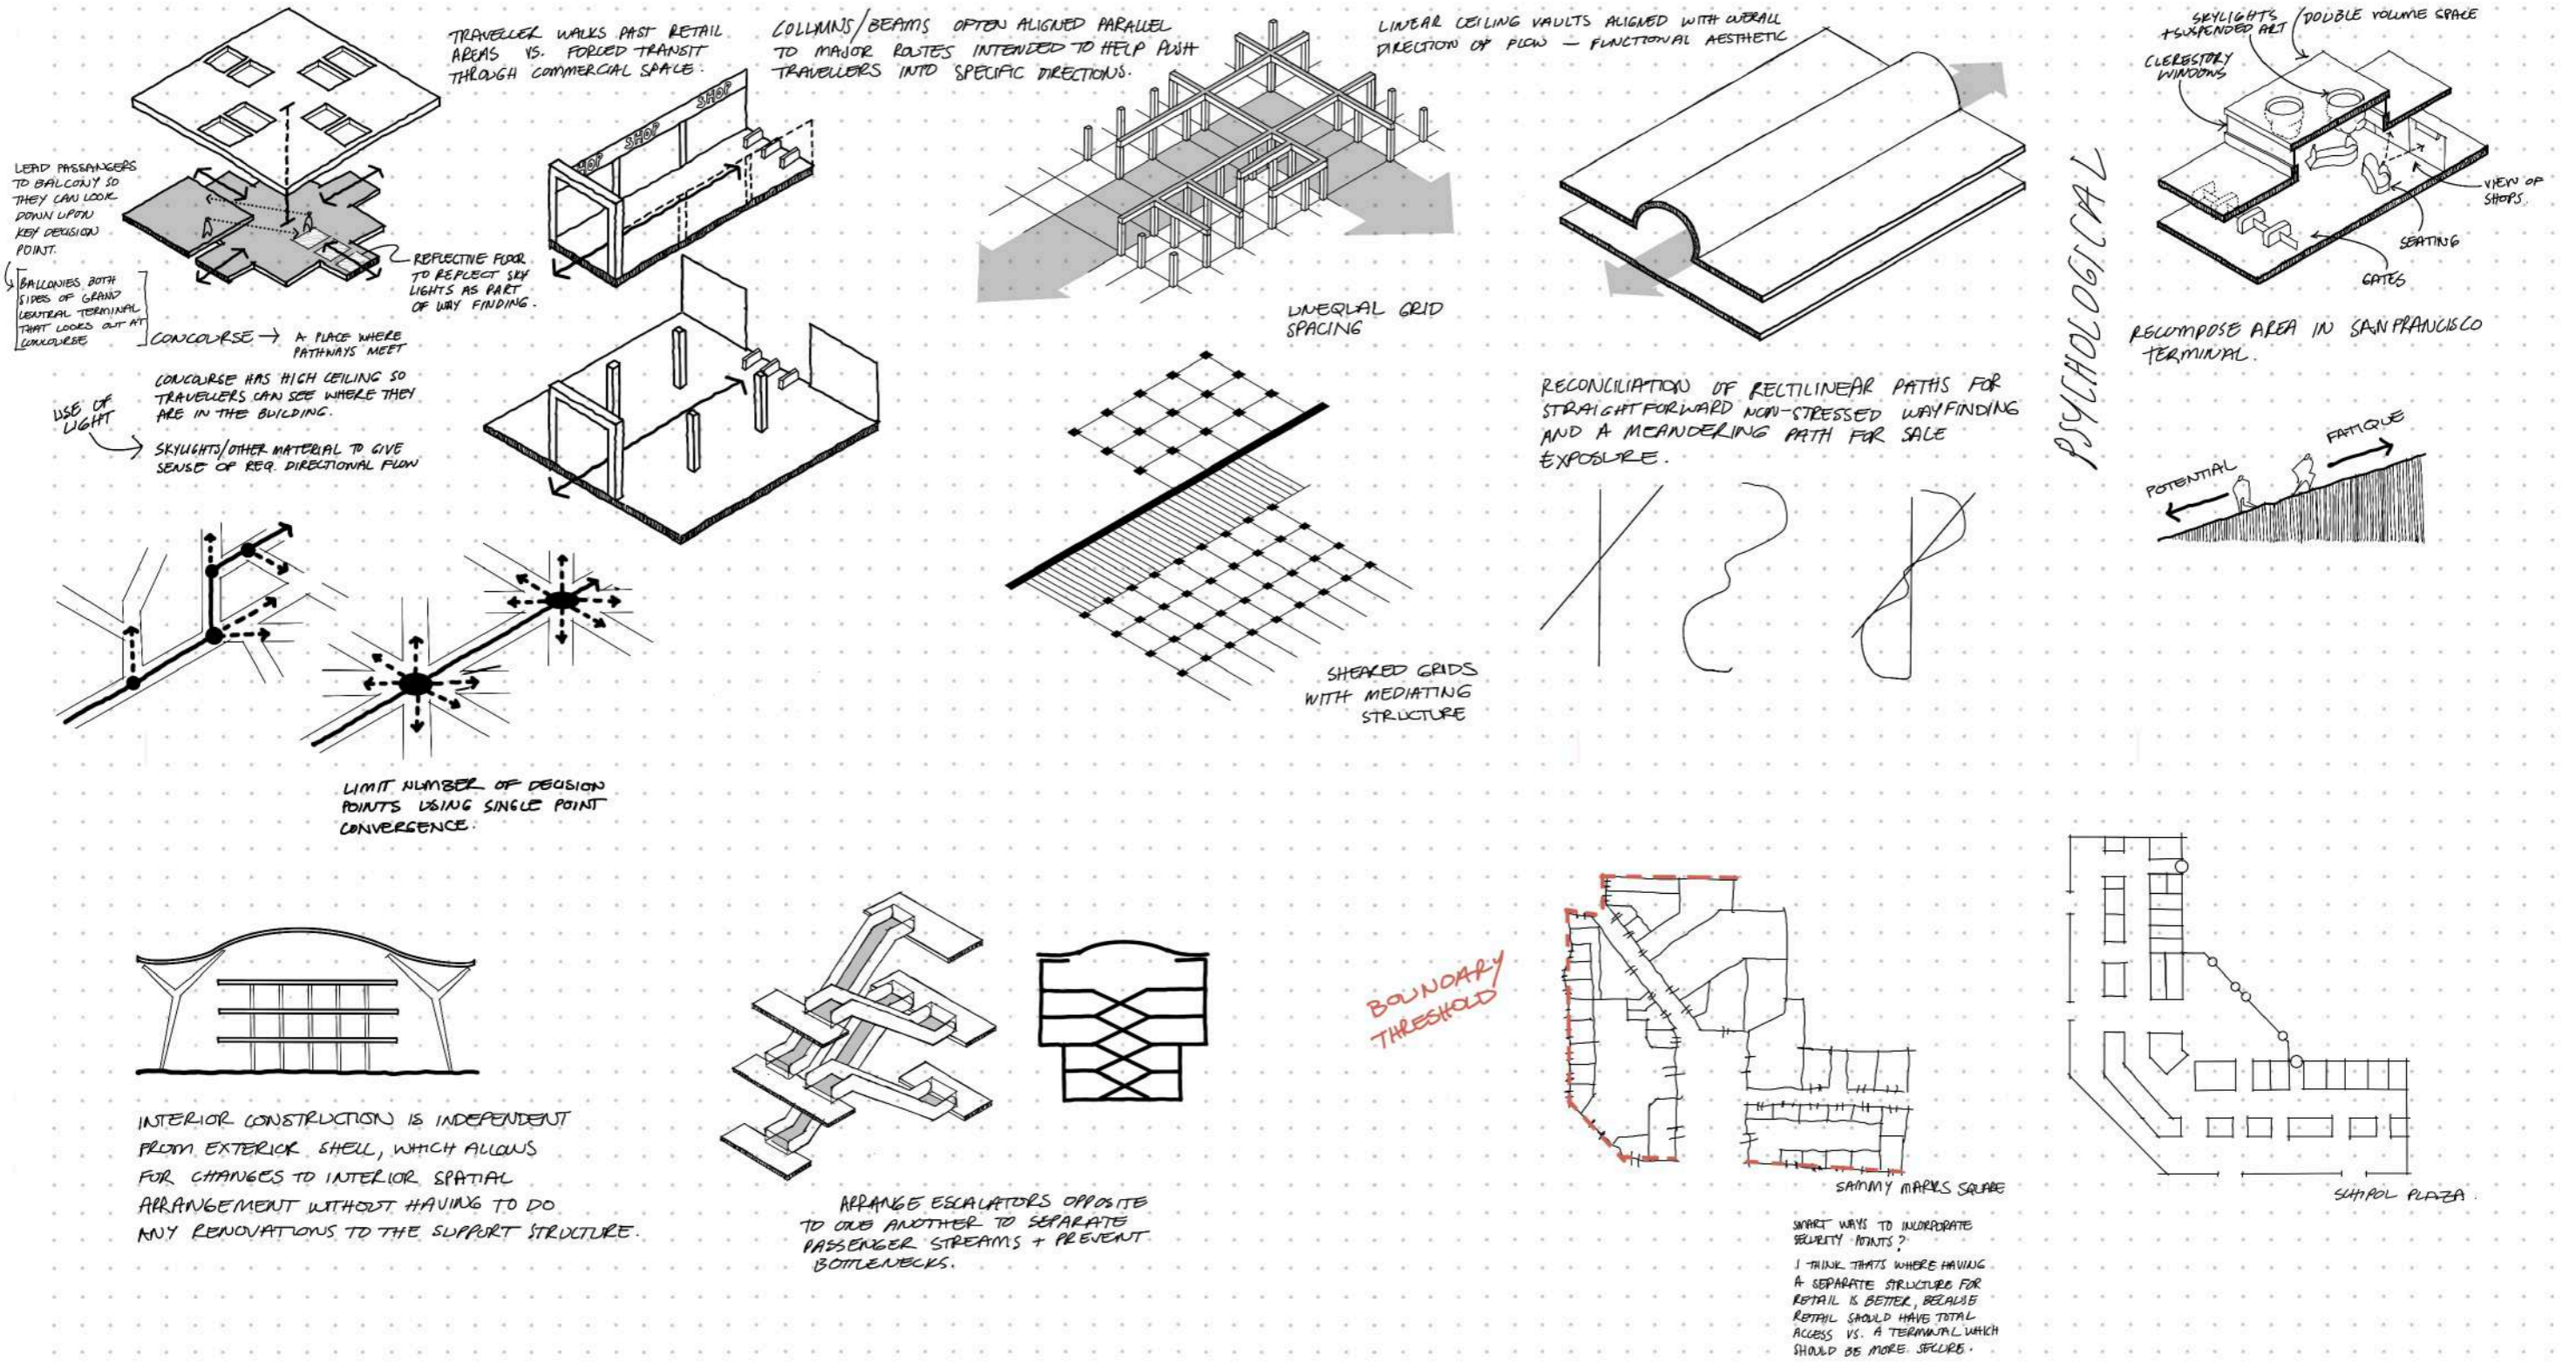 LEAD PASSANGERS
TO BALCONY SO
THEY CAN LOOK
DOWN UPON
KEY DECISION
POINT.
BALCONIES BOTH
SIDES OF GRAND
CENTRAL TERMINAL
THAT LOOKS OUT AT
CONCOURSE
REFLECTIVE FLOOR
TO REFLECT SKY
LIGHTS AS PART
OF WAY FINDING.
CONCOURSE → A PLACE WHERE
PATHWAYS MEET
CONCOURSE HAS HIGH CEILING SO
TRAVELLERS CAN SEE WHERE THEY
ARE IN THE BUILDING.
USE OF
LIGHT
SKYLIGHTS/OTHER MATERIAL TO GIVE
SENSE OF REQ. DIRECTIONAL FLOW
TRAVELLER WALKS PAST RETAIL
AREAS VS. FORCED TRANSIT
THROUGH COMMERCIAL SPACE.
SHOP
SHOP
HOP
COLUMNS/BEAMS OFTEN ALIGNED PARALLEL
TO MAJOR ROUTES INTENDED TO HELP PUSH
TRAVELLERS INTO SPECIFIC DIRECTIONS.
UNEQUAL GRID
SPACING
SHEARED GRIDS
WITH MEDIATING
STRUCTURE
LINEAR CEILING VAULTS ALIGNED WITH OVERALL
DIRECTION OF FLOW — FUNCTIONAL AESTHETIC
RECONCILIATION OF RECTILINEAR PATHS FOR
STRAIGHTFORWARD NON-STRESSED WAYFINDING
AND A MEANDERING PATH FOR SALE
EXPOSURE.
PSYCHOLOGICAL
SKYLIGHTS
+SUSPENDED ART
DOUBLE VOLUME SPACE
CLERESTORY
WINDOWS
VIEW OF
SHOPS.
SEATING
GATES
RECOMPOSE AREA IN SAN FRANCISCO
TERMINAL.
POTENTIAL
FATIQUE
LIMIT NUMBER OF DECISION
POINTS USING SINGLE POINT
CONVERGENCE.
INTERIOR CONSTRUCTION IS INDEPENDENT
FROM EXTERIOR SHELL, WHICH ALLOWS
FOR CHANGES TO INTERIOR SPATIAL
ARRANGEMENT WITHOUT HAVING TO DO
ANY RENOVATIONS TO THE SUPPORT STRUCTURE.
ARRANGE ESCALATORS OPPOSITE
TO ONE ANOTHER TO SEPARATE
PASSENGER STREAMS + PREVENT
BOTTLENECKS.
BOUNDARY
THRESHOLD
SAMMY MARKS SQUARE
SMART WAYS TO INCORPORATE
SECURITY POINTS?
I THINK THATS WHERE HAVING
A SEPARATE STRUCTURE FOR
RETAIL IS BETTER, BECAUSE
RETAIL SHOULD HAVE TOTAL
ACCESS VS. A TERMINAL WHICH
SHOULD BE MORE SECURE.
SCHIPOL PLAZA.